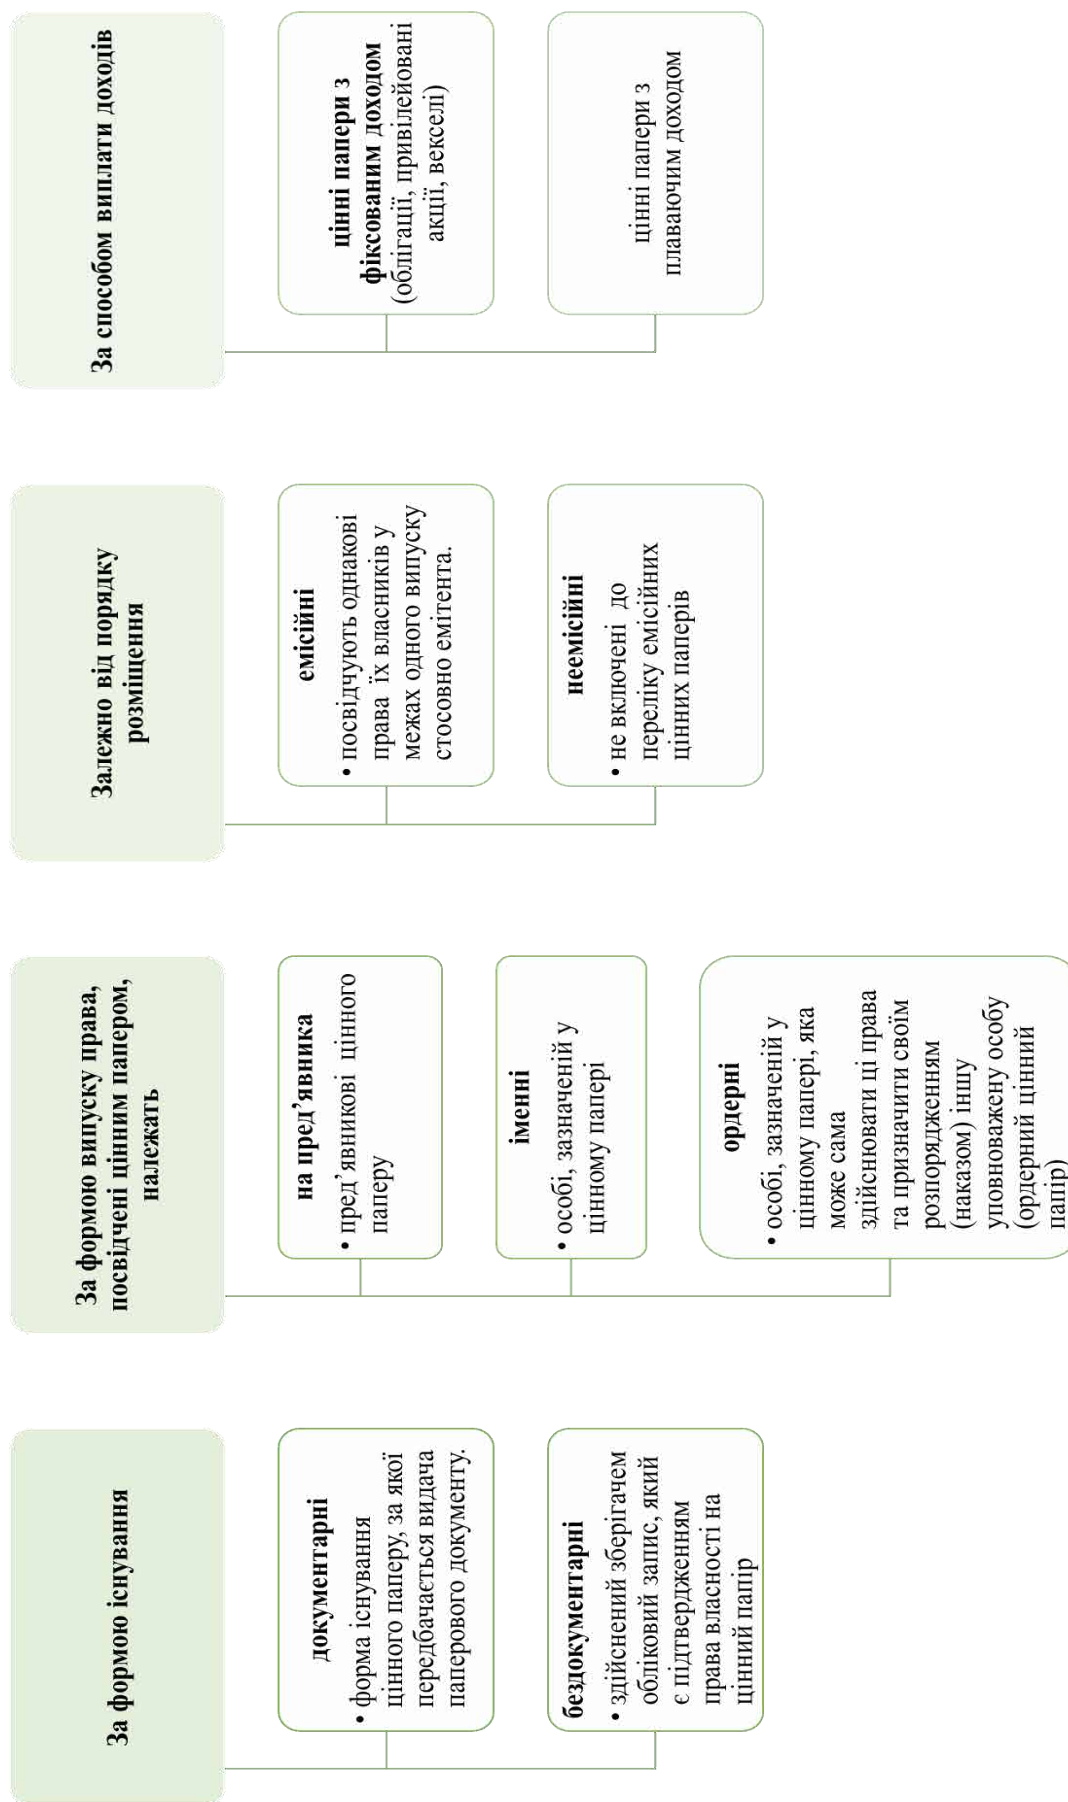 За формою існування
документарні
• форма існування
цінного паперу, за якої
передбачається видача
паперового документу.
бездокументарні
• здійснений зберігачем
обліковий запис, який
є підтвердженням
права власності на
цінний папір
За формою випуску права,
посвідчені цінним папером,
належать
на пред’явника
• пред’явникові цінного
паперу
іменні
• особі, зазначеній у
цінному папері
ордерні
• особі, зазначеній у
цінному папері, яка
може сама
здійснювати ці права
та призначити своїм
розпорядженням
(наказом) іншу
уповноважену особу
(ордерний цінний
папір)
Залежно від порядку
розміщення
емісійні
• посвідчують однакові
права їх власників у
межах одного випуску
стосовно емітента.
неемісійні
• не включені до
переліку емісійних
цінних паперів
За способом виплати доходів
цінні папери з
фіксованим доходом
(облігації, привілейовані
акції, векселі)
цінні папери з
плаваючим доходом